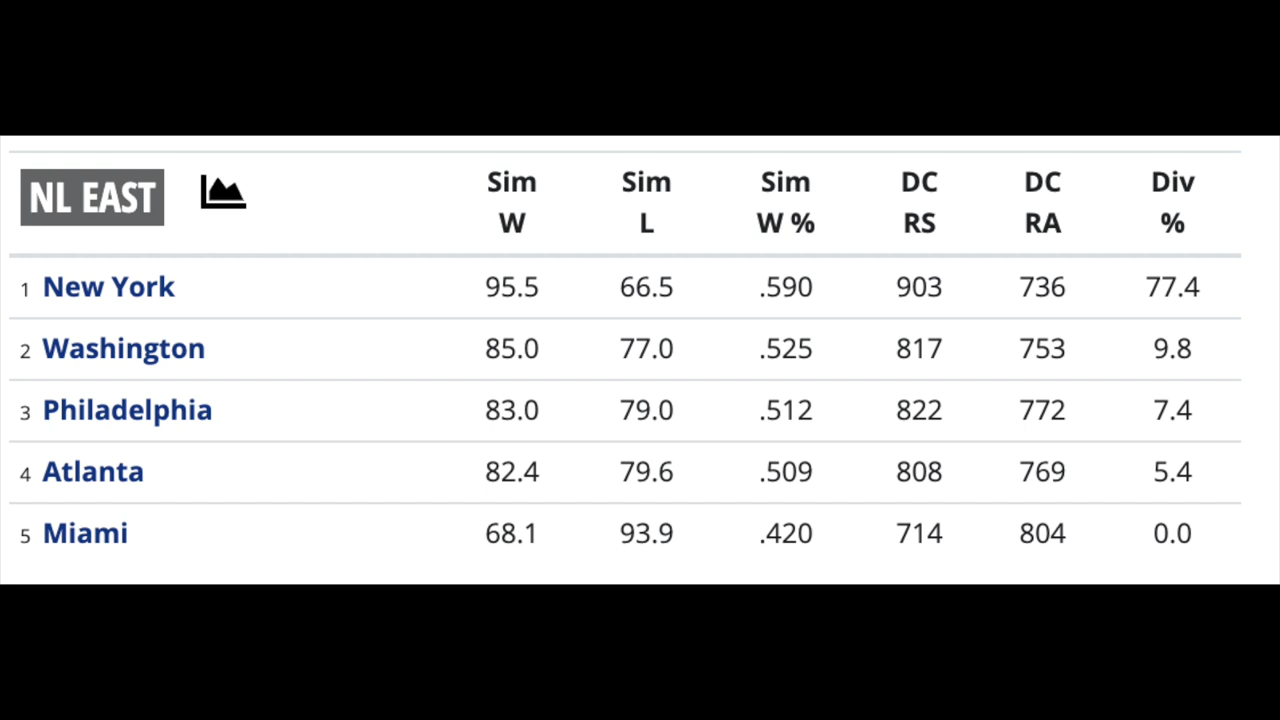 NL EAST Sim W Sim L Sim W % DC RS DC RA Div %
1 New York 95.5 66.5 .590 903 736 77.4
2 Washington 85.0 77.0 .525 817 753 9.8
3 Philadelphia 83.0 79.0 .512 822 772 7.4
4 Atlanta 82.4 79.6 .509 808 769 5.4
5 Miami 68.1 93.9 .420 714 804 0.0